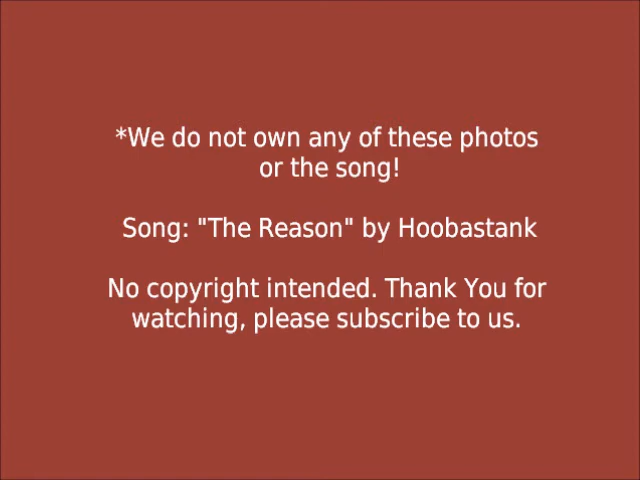 *We do not own any of these photos
or the song!
Song: "The Reason" by Hoobastank
No copyright intended. Thank You for
watching, please subscribe to us.